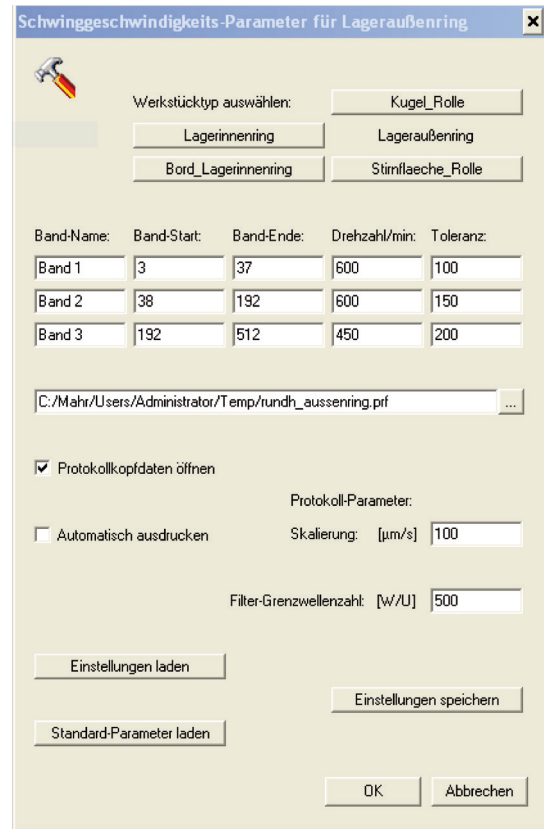 Schwinggeschwindigkeits-Parameter für Lageraußenring
Werkstücktyp auswählen: Kugel_Rolle
Lagerinnenring Lageraußenring
Bord_Lagerinnenring Stirnflaeche_Rolle
Band-Name: Band-Start: Band-Ende: Drehzahl/min: Toleranz:
Band 1 3 37 600 100
Band 2 38 192 600 150
Band 3 192 512 450 200
C:/Mahr/Users/Administrator/Temp/rundh_aussenring.prf ...
Protokollkopfdaten öffnen
Protokoll-Parameter:
Automatisch ausdrucken Skalierung: [µm/s] 100
Filter-Grenzwellenzahl: [W/U] 500
Einstellungen laden
Einstellungen speichern
Standard-Parameter laden
OK Abbrechen